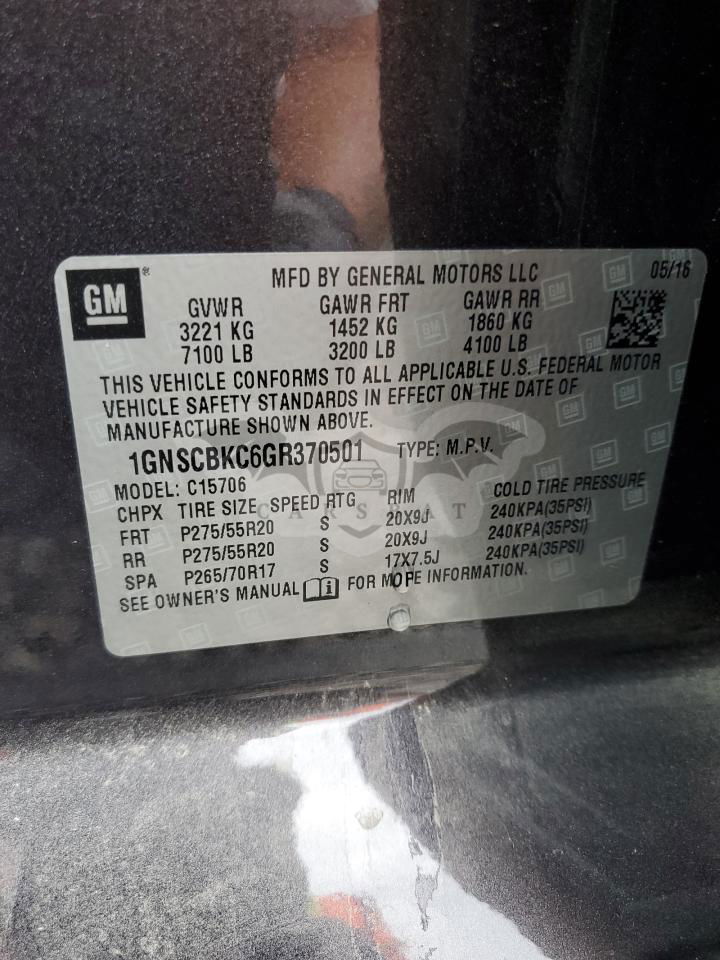 GM®
MFD BY GENERAL MOTORS LLC 05/16
GVWR GAWR FRT GAWR RR
3221 KG 1452 KG 1860 KG
7100 LB 3200 LB 4100 LB
THIS VEHICLE CONFORMS TO ALL APPLICABLE U.S. FEDERAL MOTOR
VEHICLE SAFETY STANDARDS IN EFFECT ON THE DATE OF
MANUFACTURE SHOWN ABOVE.
1GNSCBKC6GR370501 TYPE: M.P.V.
MODEL: C15706
CHPX TIRE SIZE SPEED RTG RIM COLD TIRE PRESSURE
FRT P275/55R20 S 20X9J 240KPA(35PSI)
RR P275/55R20 S 20X9J 240KPA(35PSI)
SPA P265/70R17 S 17X7.5J 240KPA(35PSI)
SEE OWNER'S MANUAL FOR MORE INFORMATION.